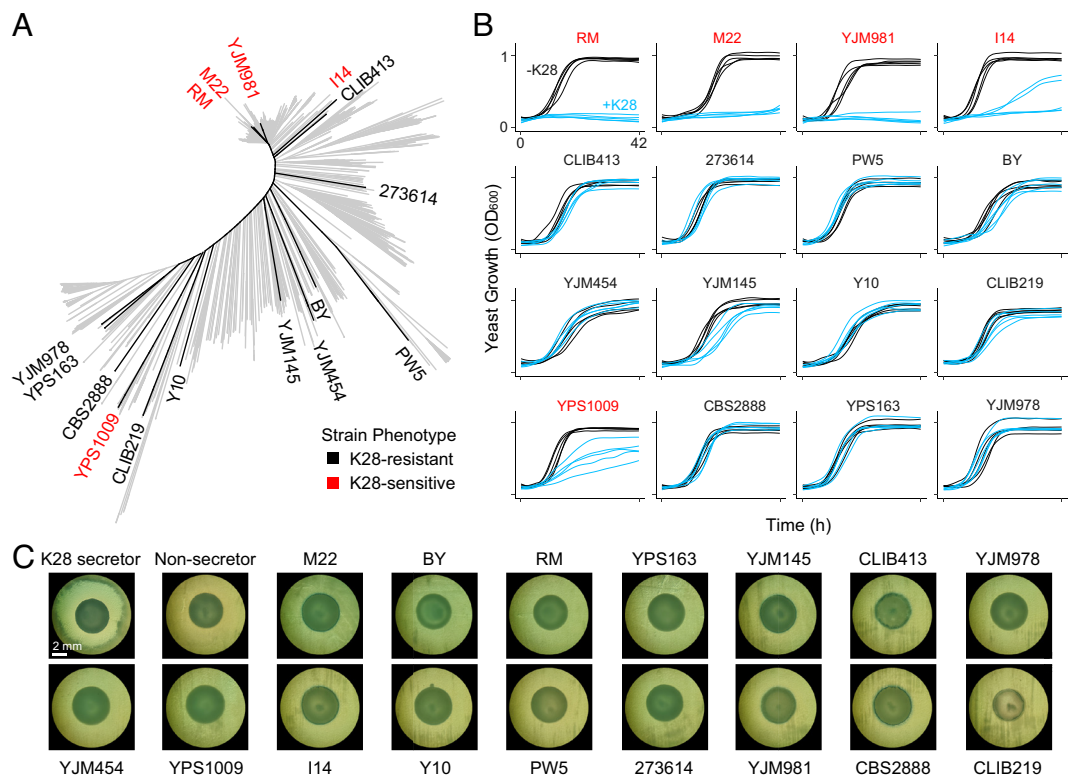 A
YJM981
M22
RM
I14
CLIB413
273614
YJM978
YPS163
CBS2888
YPS1009
CLIB219
Y10
YJM145
BY
YJM454
PW5
Strain Phenotype
K28-resistant
K28-sensitive
B
RM
M22
YJM981
I14
1
-K28
+K28
0
0
42
CLIB413
273614
PW5
BY
Yeast Growth (OD600)
YJM454
YJM145
Y10
CLIB219
YPS1009
CBS2888
YPS163
YJM978
Time (h)
C
K28 secretor
Non-secretor
M22
BY
RM
YPS163
YJM145
CLIB413
YJM978
2 mm
YJM454
YPS1009
I14
Y10
PW5
273614
YJM981
CBS2888
CLIB219